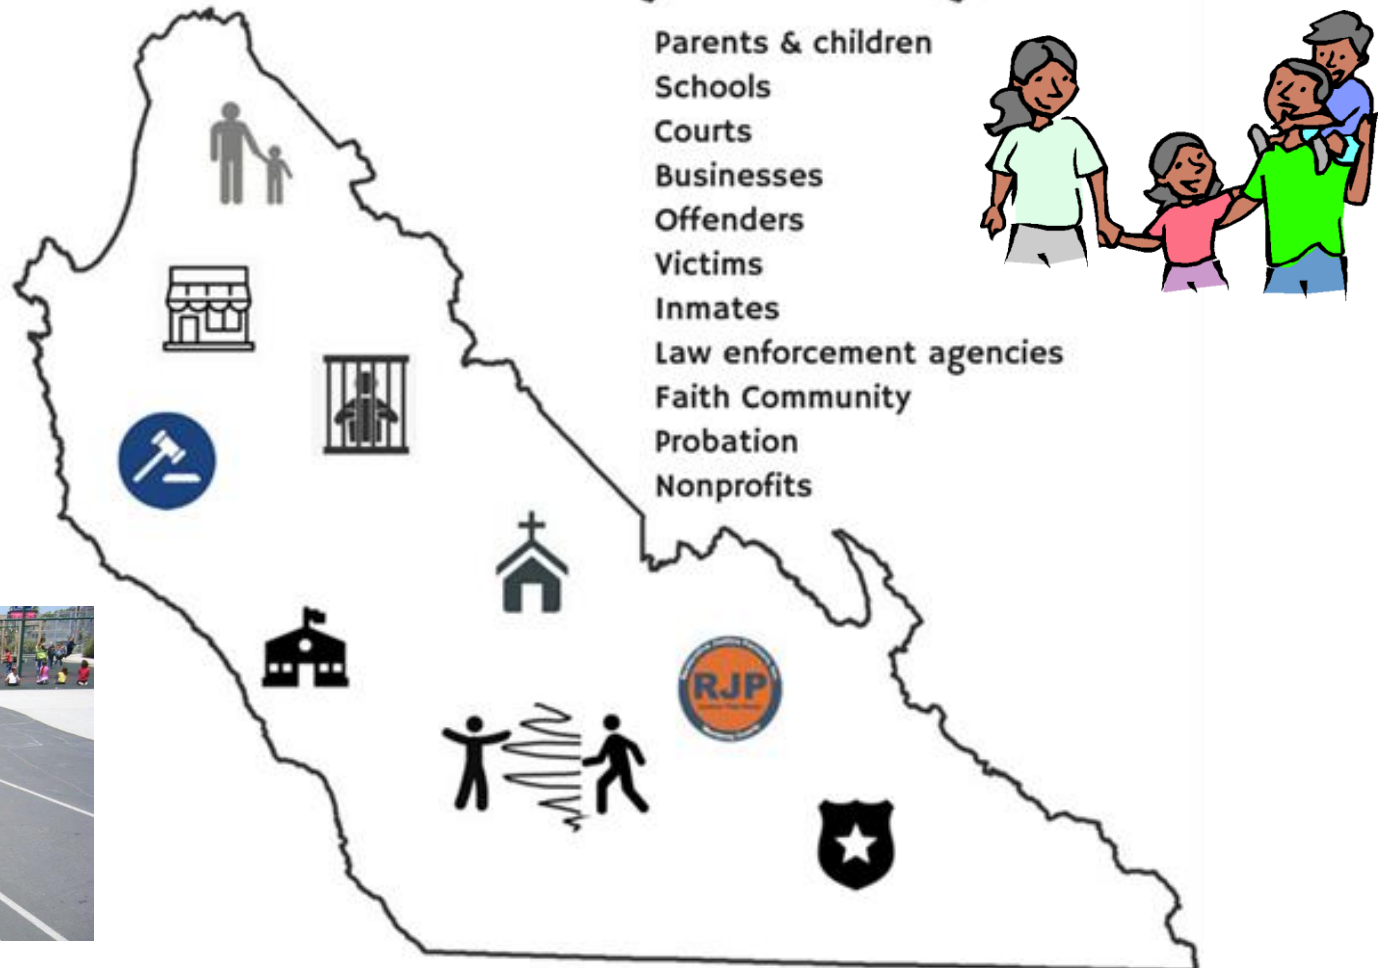 Parents & children
Schools
Courts
Businesses
Offenders
Victims
Inmates
Law enforcement agencies
Faith Community
Probation
Nonprofits
RJP